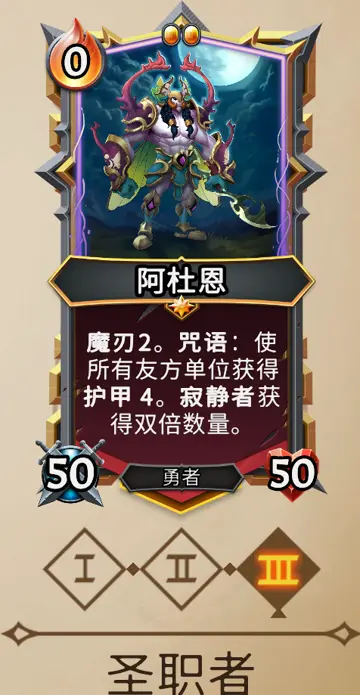 0
阿杜恩
魔刃2。咒语：使
所有友方单位获得
护甲 4。寂静者获
得双倍数量。
50 勇者 50
I II III
圣职者